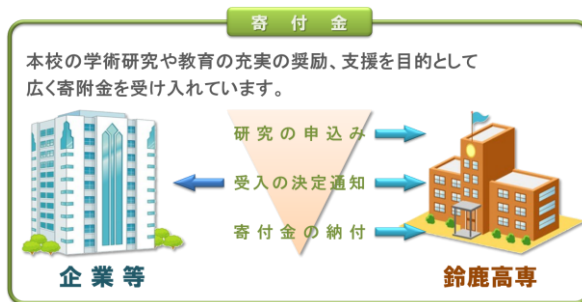 寄付金
本校の学術研究や教育の充実の奨励、支援を目的として
広く寄附金を受け入れています。
研究の申込み
受入の決定通知
寄付金の納付
企業等
鈴鹿高専